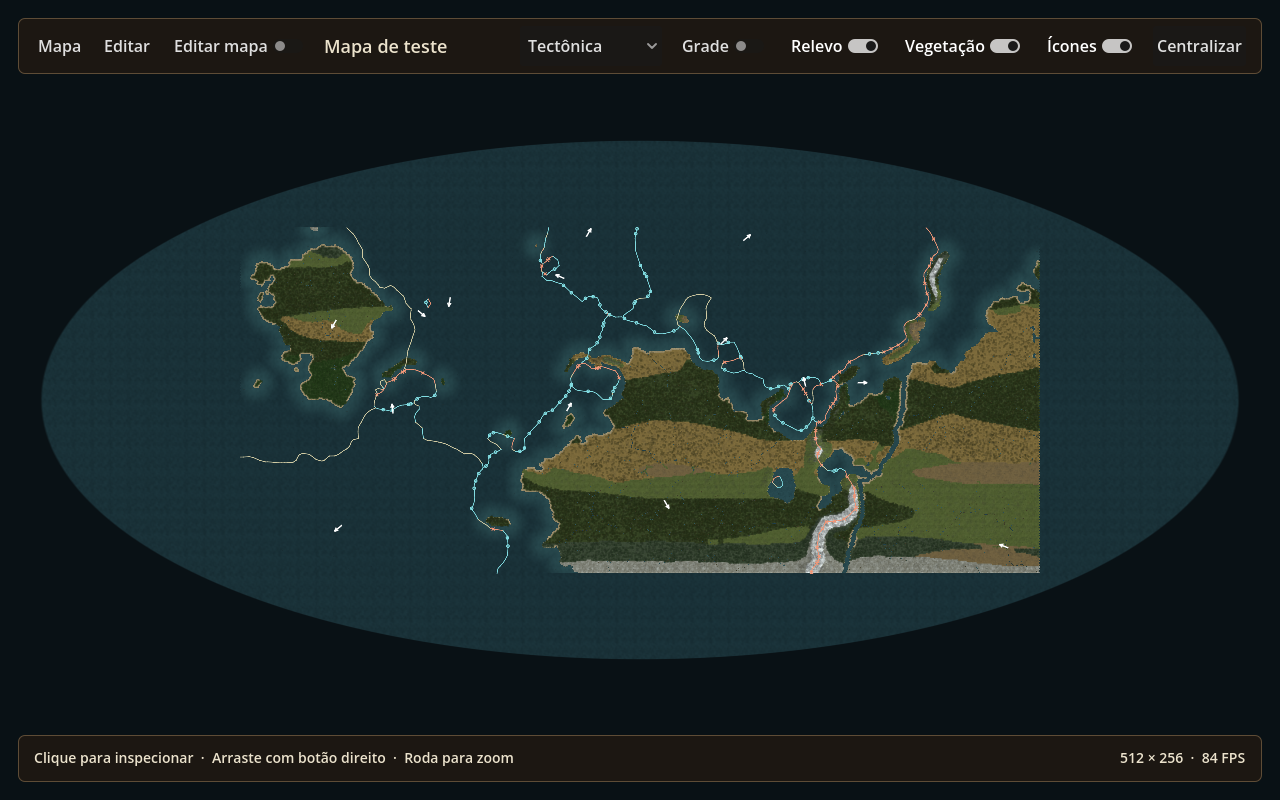 Mapa Editar Editar mapa Mapa de teste Tectônica Grade Relevo Vegetação Ícones Centralizar
Clique para inspecionar · Arraste com botão direito · Roda para zoom 512 × 256 · 84 FPS